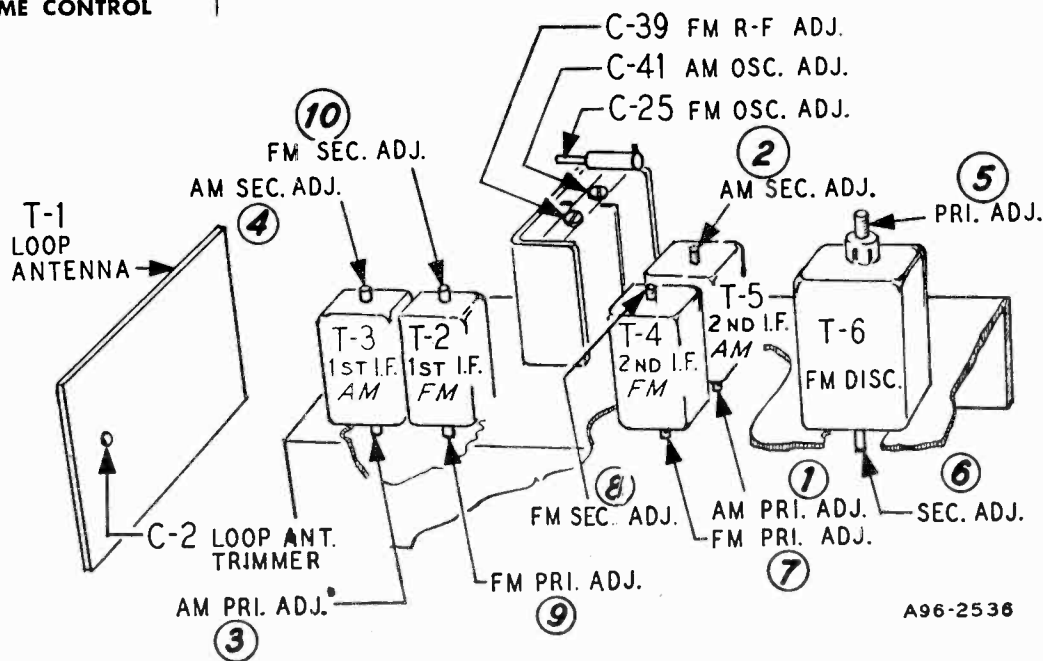 ME CONTROL
C-39 FM R-F ADJ.
C-41 AM OSC. ADJ.
C-25 FM OSC. ADJ.
10
FM SEC. ADJ.
2
AM SEC. ADJ.
5
PRI. ADJ.
AM SEC. ADJ.
4
T-1
LOOP
ANTENNA
T-3
1ST I.F.
AM
T-2
1ST I.F.
FM
T-4
2ND I.F.
FM
T-5
2ND I.F.
AM
T-6
FM DISC.
8
FM SEC. ADJ.
1
AM PRI. ADJ.
FM PRI. ADJ.
7
6
SEC. ADJ.
C-2 LOOP ANT.
TRIMMER
AM PRI. ADJ.
3
FM PRI. ADJ.
9
A96-2536